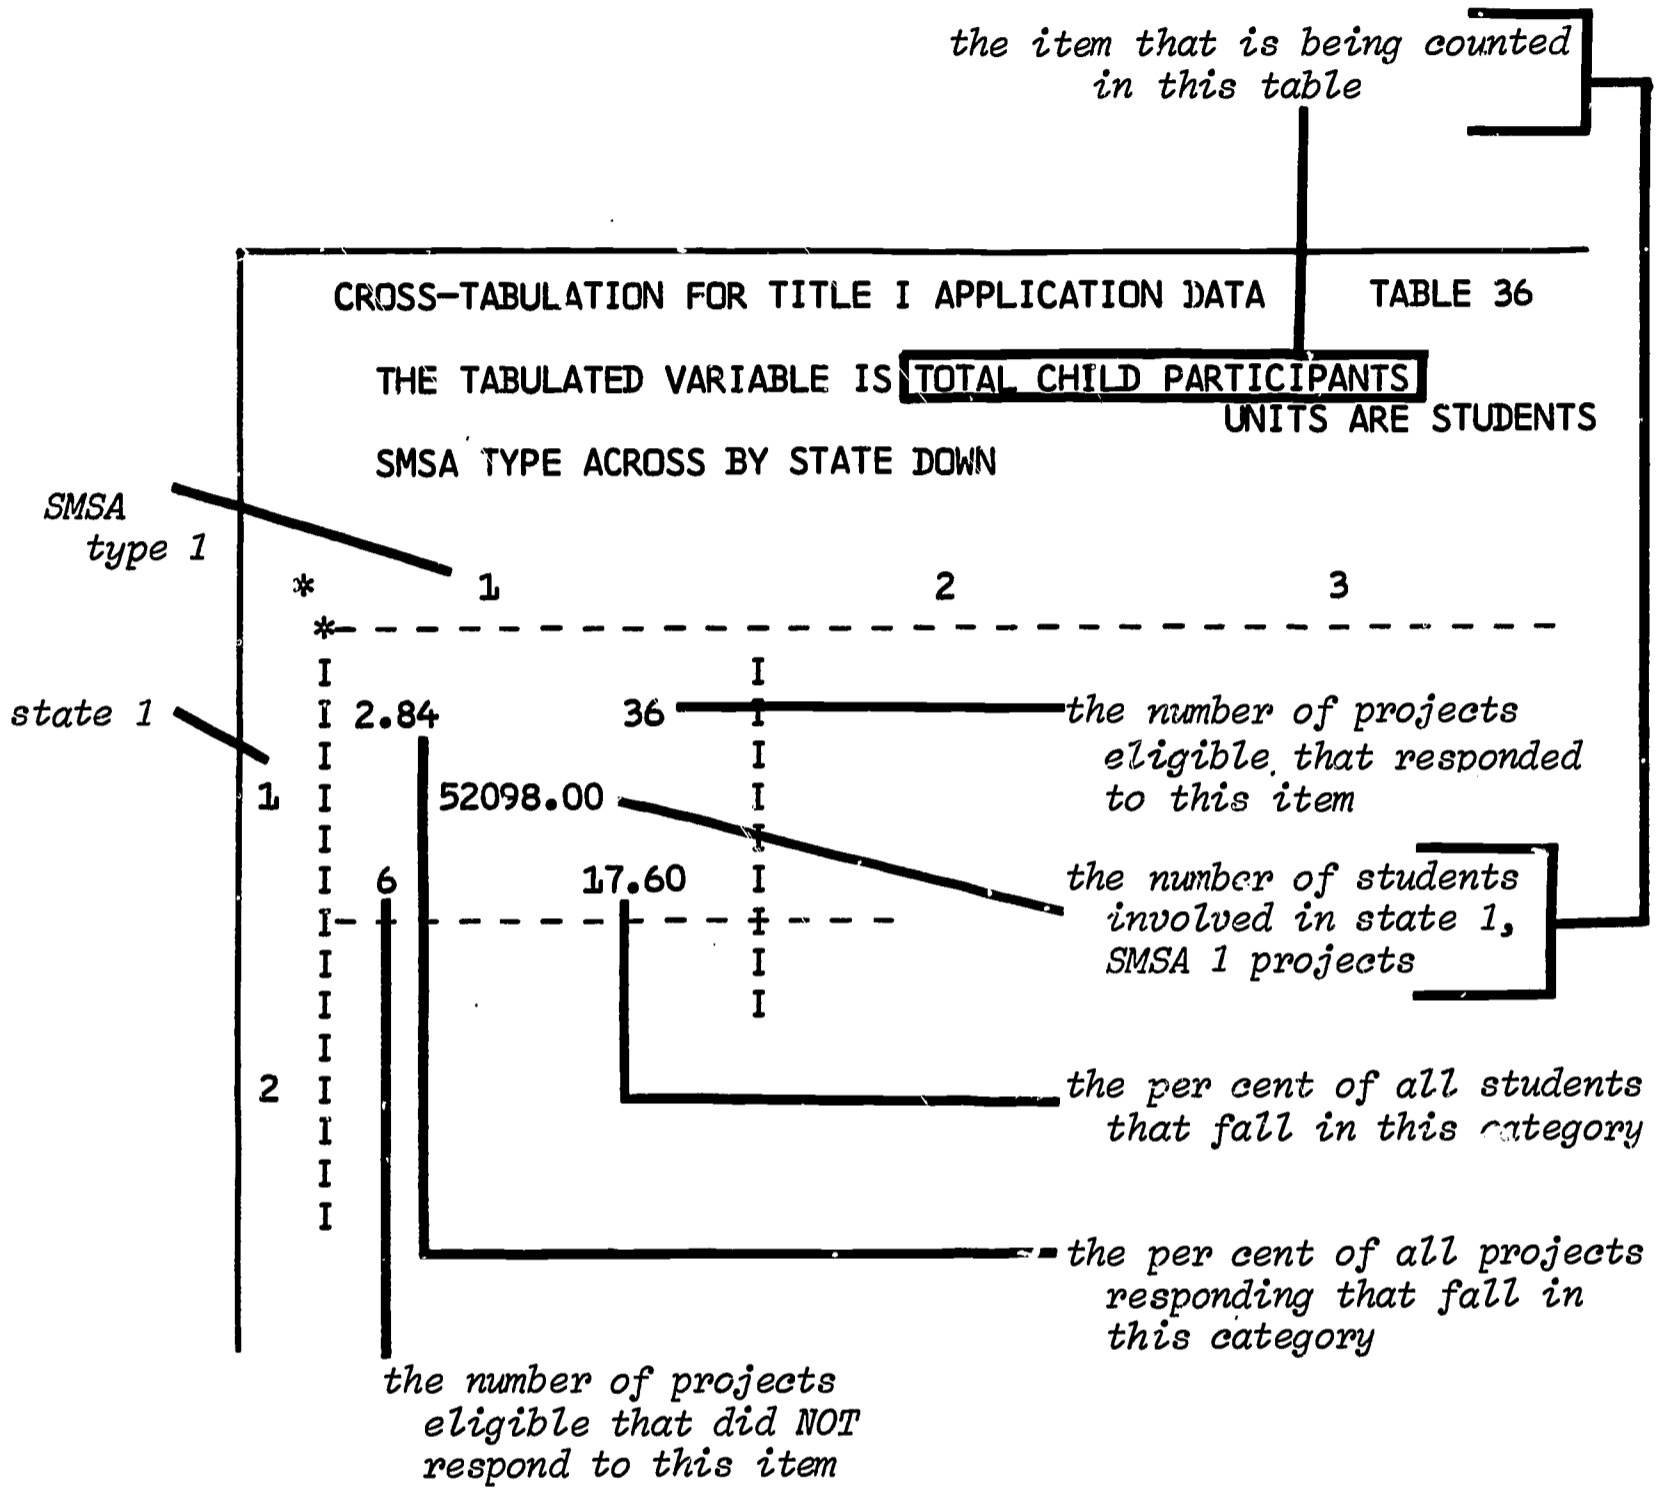 the item that is being counted
in this table
CROSS-TABULATION FOR TITLE I APPLICATION DATA TABLE 36
THE TABULATED VARIABLE IS TOTAL CHILD PARTICIPANTS
UNITS ARE STUDENTS
SMSA TYPE ACROSS BY STATE DOWN
SMSA
type 1
* 1 2 3
*- - - - - - - - - - - - - - - - - - - - - - - - - - - - - -
I I
state 1 I 2.84 36 I the number of projects
I I eligible that responded
1 I 52098.00 I to this item
I I
I 6 17.60 I the number of students
I- - - - - - - - - - I - - - involved in state 1,
I I SMSA 1 projects
I I
I
2 I the per cent of all students
I that fall in this category
I
I
the per cent of all projects
responding that fall in
this category
the number of projects
eligible that did NOT
respond to this item